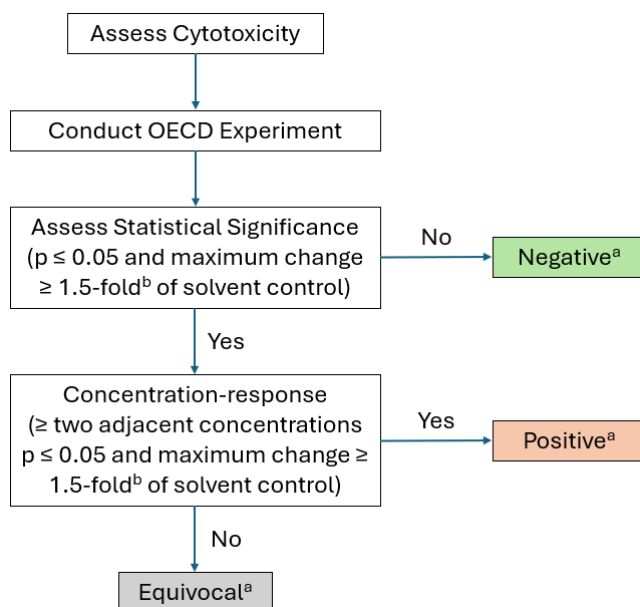 Assess Cytotoxicity
Conduct OECD Experiment
Assess Statistical Significance
(p ≤ 0.05 and maximum change
≥ 1.5-foldᵇ of solvent control)
No
Negativeᵃ
Yes
Concentration-response
(≥ two adjacent concentrations
p ≤ 0.05 and maximum change ≥
1.5-foldᵇ of solvent control)
Yes
Positiveᵃ
No
Equivocalᵃ